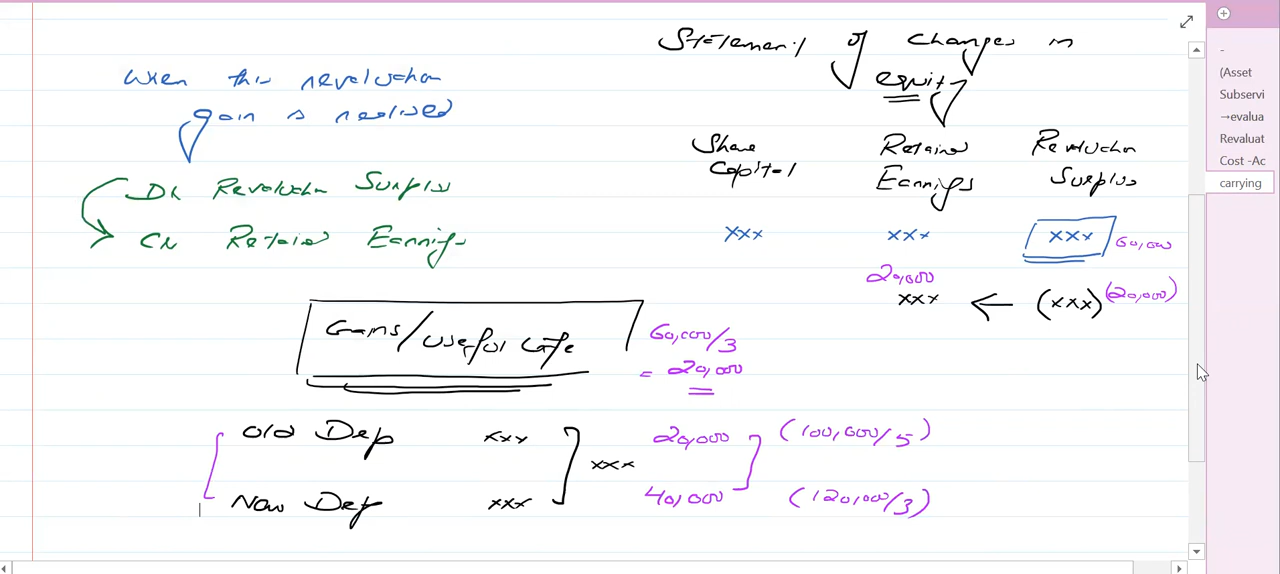 Statement of changes in
equity
When this revaluation
gain is realised
Share
Capital
Retained
Earnings
Revaluation
Surplus
Dr Revaluation Surplus
Cr Retained Earnings
xxx xxx xxx 60,000
20,000
xxx ← (xxx) (20,000)
Gains/Useful Life
60,000/3
= 20,000
Old Dep xxx 20,000 (100,000/5)
xxx
New Dep xxx 40,000 (120,000/3)
-
(Asset
Subservi
→evalua
Revaluat
Cost -Ac
carrying